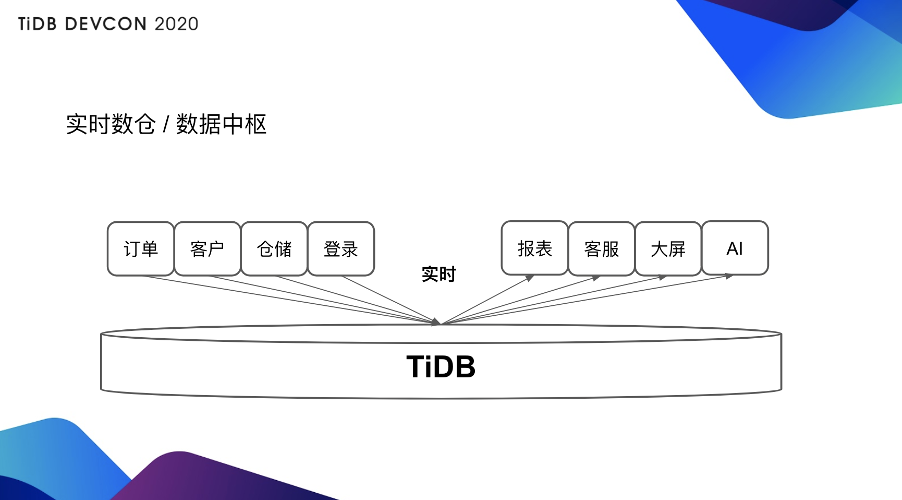 TiDB DEVCON 2020
实时数仓 / 数据中枢
订单 客户 仓储 登录
报表 客服 大屏 AI
实时
TiDB